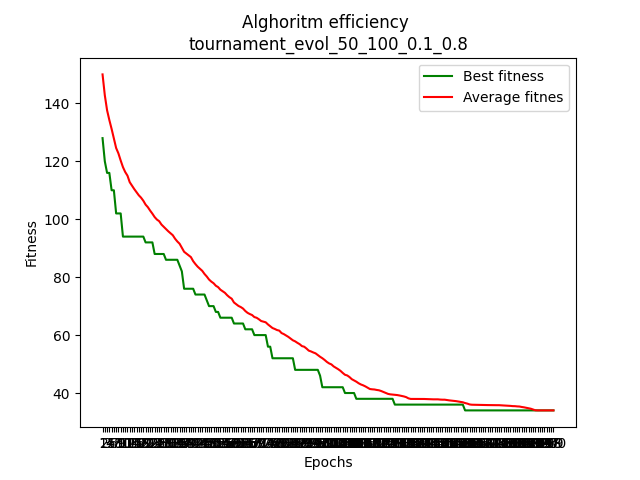 Alghoritm efficiency
tournament_evol_50_100_0.1_0.8
Best fitness
Average fitnes
140
120
100
80
60
40
Fitness
Epochs